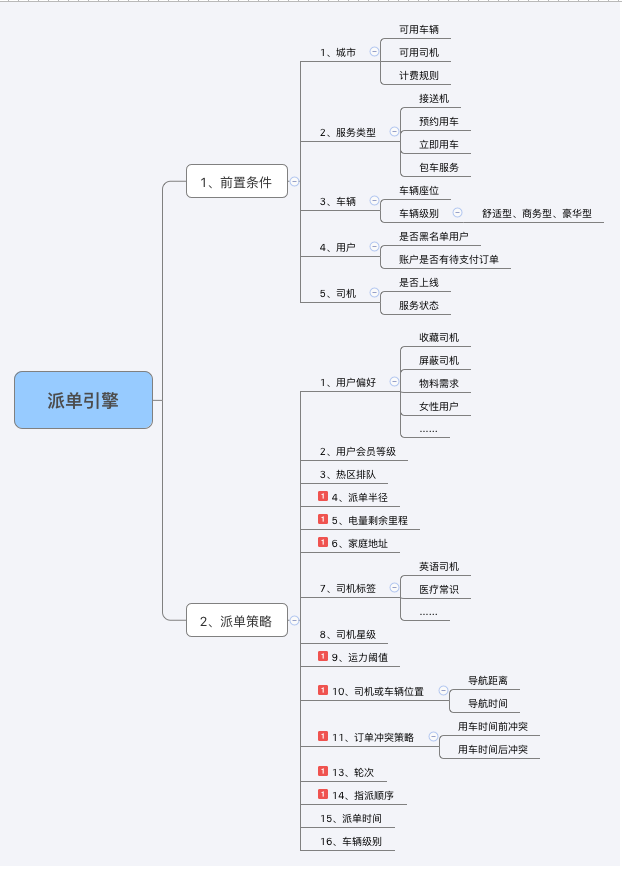 派单引擎
1、前置条件
1、城市
可用车辆
可用司机
计费规则
2、服务类型
接送机
预约用车
立即用车
包车服务
3、车辆
车辆座位
车辆级别
舒适型、商务型、豪华型
4、用户
是否黑名单用户
账户是否有待支付订单
5、司机
是否上线
服务状态
2、派单策略
1、用户偏好
收藏司机
屏蔽司机
物料需求
女性用户
……
2、用户会员等级
3、热区排队
1 4、派单半径
1 5、电量剩余里程
1 6、家庭地址
7、司机标签
英语司机
医疗常识
……
8、司机星级
1 9、运力阈值
1 10、司机或车辆位置
导航距离
导航时间
1 11、订单冲突策略
用车时间前冲突
用车时间后冲突
1 13、轮次
1 14、指派顺序
15、派单时间
16、车辆级别